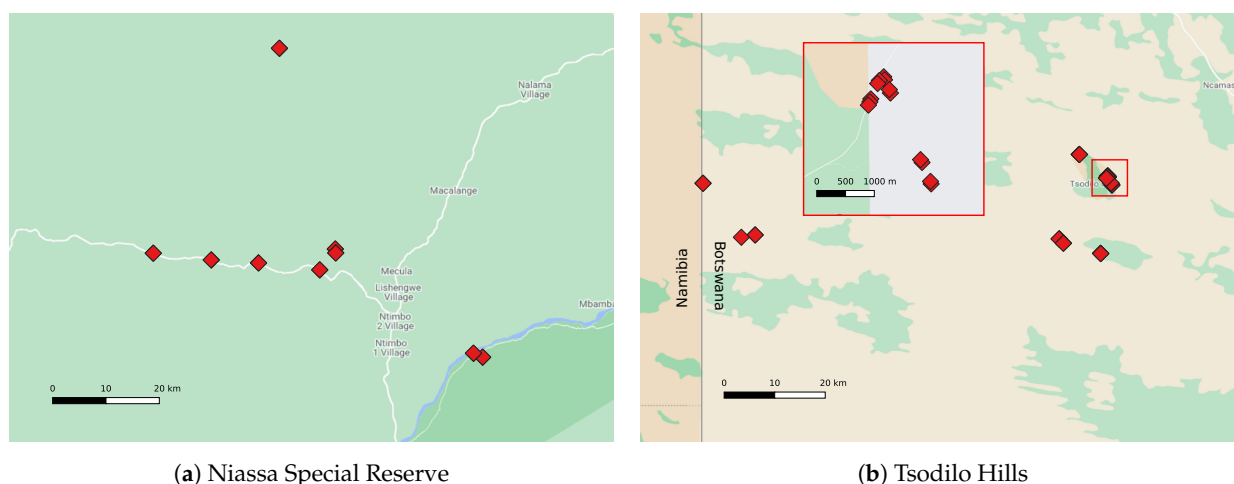 Nalama
Village
Macalange
Mecula
Lishengwe
Village
Ntimbo
2 Village
Ntimbo
1 Village
Mbamba
0 10 20 km
(a) Niassa Special Reserve
Ncamas
0 500 1000 m
Tsodilo
Namibia
Botswana
0 10 20 km
(b) Tsodilo Hills